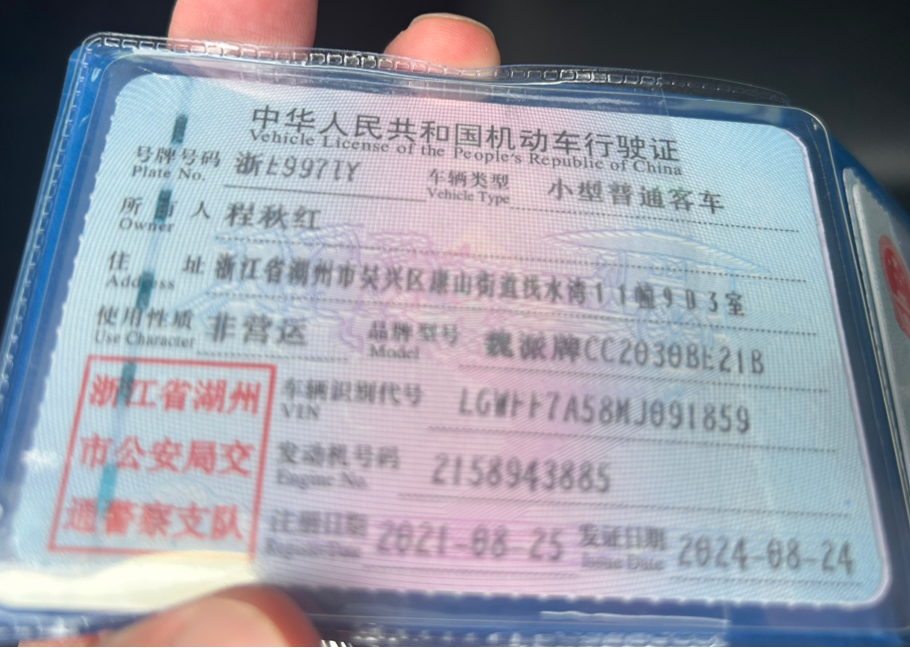 中华人民共和国机动车行驶证
Vehicle License of the People's Republic of China
号牌号码 浙E9971Y 车辆类型 小型普通客车
Plate No. Vehicle Type
所有人 程秋红
Owner
住址 浙江省湖州市吴兴区康山街道线水湾11幢903室
Address
使用性质 非营运 品牌型号 魏派牌CC2030BE21B
Use Character Model
浙江省湖州
市公安局交
通警察支队
车辆识别代号 LGWFF7A58MJ091859
VIN
发动机号码 2158943885
Engine No.
注册日期 2021-08-25 发证日期 2024-08-24
Register Date Issue Date